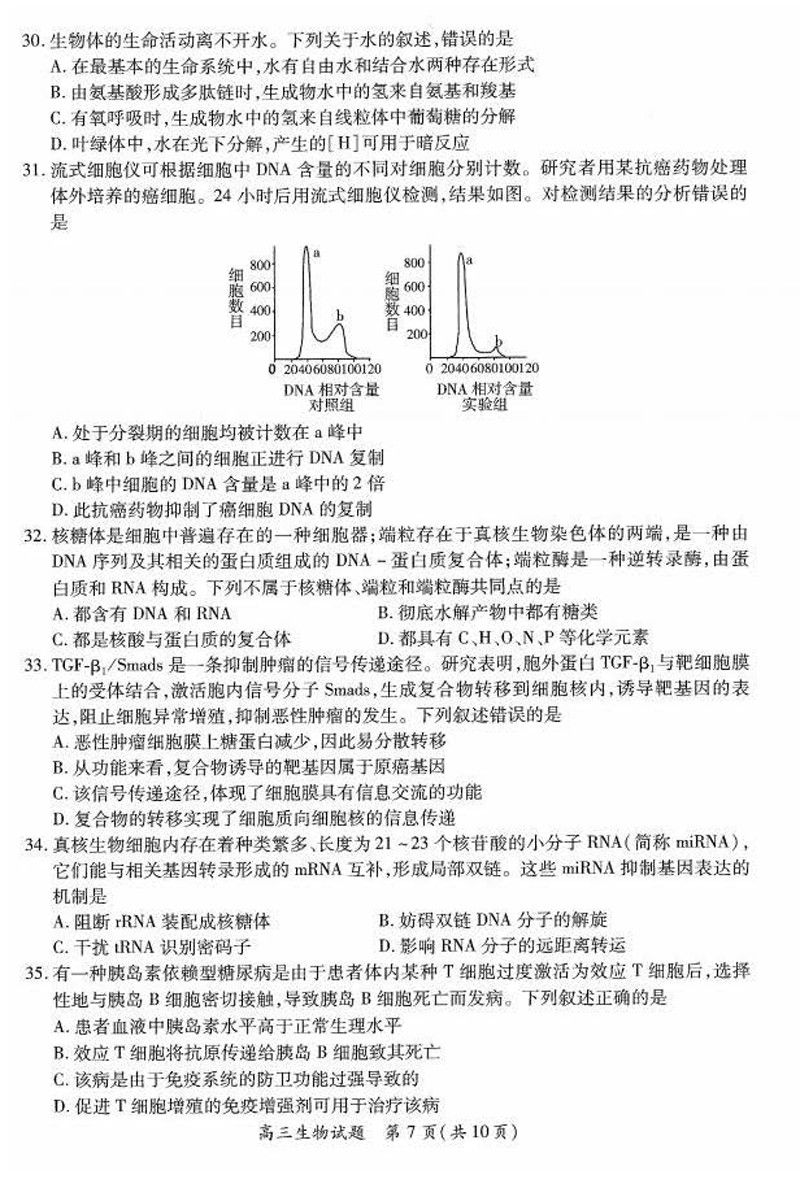 30. 生物体的生命活动离不开水。下列关于水的叙述,错误的是
A. 在最基本的生命系统中,水有自由水和结合水两种存在形式
B. 由氨基酸形成多肽链时,生成物水中的氢来自氨基和羧基
C. 有氧呼吸时,生成物水中的氢来自线粒体中葡萄糖的分解
D. 叶绿体中,水在光下分解,产生的[H]可用于暗反应
31. 流式细胞仪可根据细胞中 DNA 含量的不同对细胞分别计数。研究者用某抗癌药物处理
体外培养的癌细胞。24 小时后用流式细胞仪检测,结果如图。对检测结果的分析错误的
是
细胞数目
800
600
400
200
a
b
0 20406080100120
DNA 相对含量
对照组
细胞数目
800
600
400
200
a
b
0 20406080100120
DNA 相对含量
实验组
A. 处于分裂期的细胞均被计数在 a 峰中
B. a 峰和 b 峰之间的细胞正进行 DNA 复制
C. b 峰中细胞的 DNA 含量是 a 峰中的 2 倍
D. 此抗癌药物抑制了癌细胞 DNA 的复制
32. 核糖体是细胞中普遍存在的一种细胞器;端粒存在于真核生物染色体的两端,是一种由
DNA 序列及其相关的蛋白质组成的 DNA - 蛋白质复合体;端粒酶是一种逆转录酶,由蛋
白质和 RNA 构成。下列不属于核糖体、端粒和端粒酶共同点的是
A. 都含有 DNA 和 RNA B. 彻底水解产物中都有糖类
C. 都是核酸与蛋白质的复合体 D. 都具有 C、H、O、N、P 等化学元素
33. TGF-β₁/Smads 是一条抑制肿瘤的信号传递途径。研究表明,胞外蛋白 TGF-β₁与靶细胞膜
上的受体结合,激活胞内信号分子 Smads,生成复合物转移到细胞核内,诱导靶基因的表
达,阻止细胞异常增殖,抑制恶性肿瘤的发生。下列叙述错误的是
A. 恶性肿瘤细胞膜上糖蛋白减少,因此易分散转移
B. 从功能来看,复合物诱导的靶基因属于原癌基因
C. 该信号传递途径,体现了细胞膜具有信息交流的功能
D. 复合物的转移实现了细胞质向细胞核的信息传递
34. 真核生物细胞内存在着种类繁多、长度为 21 ~ 23 个核苷酸的小分子 RNA(简称 miRNA),
它们能与相关基因转录形成的 mRNA 互补,形成局部双链。这些 miRNA 抑制基因表达的
机制是
A. 阻断 rRNA 装配成核糖体 B. 妨碍双链 DNA 分子的解旋
C. 干扰 tRNA 识别密码子 D. 影响 RNA 分子的远距离转运
35. 有一种胰岛素依赖型糖尿病是由于患者体内某种 T 细胞过度激活为效应 T 细胞后,选择
性地与胰岛 B 细胞密切接触,导致胰岛 B 细胞死亡而发病。下列叙述正确的是
A. 患者血液中胰岛素水平高于正常生理水平
B. 效应 T 细胞将抗原传递给胰岛 B 细胞致其死亡
C. 该病是由于免疫系统的防卫功能过强导致的
D. 促进 T 细胞增殖的免疫增强剂可用于治疗该病
高三生物试题 第 7 页(共 10 页)